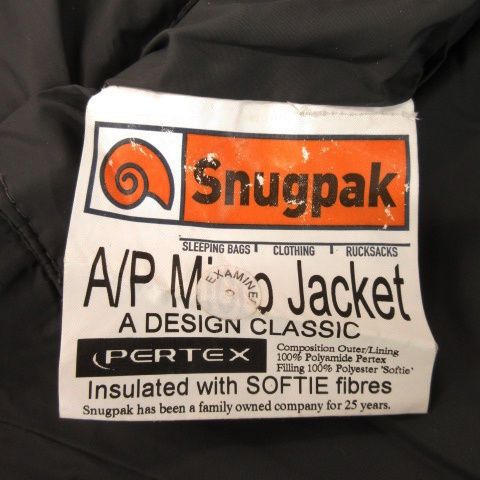 Snugpak
SLEEPING BAGS CLOTHING RUCKSACKS
A/P Jacket
EXAMINE
A DESIGN CLASSIC
PERTEX
Composition Outer/Lining
100% Polyamide Pertex
Filling 100% Polyester 'Softie'
Insulated with SOFTIE fibres
Snugpak has been a family owned company for 25 years.